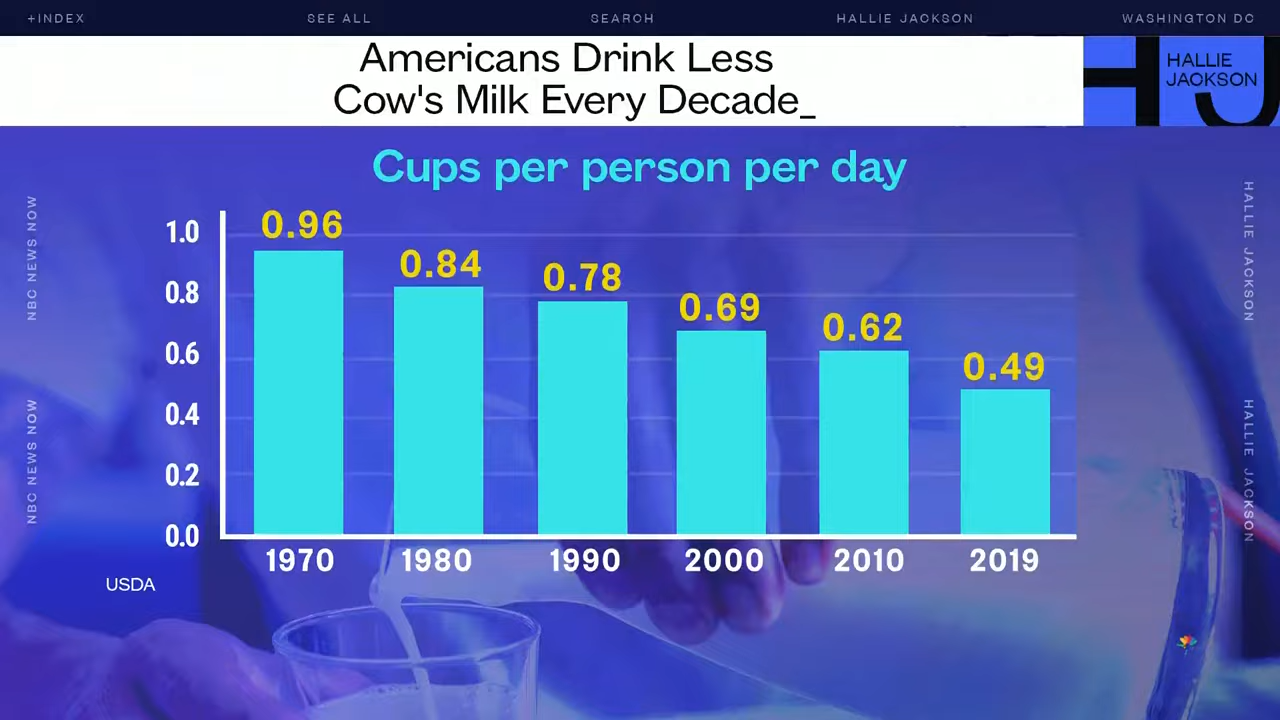 +INDEX
SEE ALL
SEARCH
HALLIE JACKSON
WASHINGTON DC
Americans Drink Less
Cow's Milk Every Decade_
HALLIE
JACKSON
HJ
Cups per person per day
1.0
0.8
0.6
0.4
0.2
0.0
0.96
0.84
0.78
0.69
0.62
0.49
1970
1980
1990
2000
2010
2019
USDA
NBC NEWS NOW
NBC NEWS NOW
HALLIE JACKSON
HALLIE JACKSON